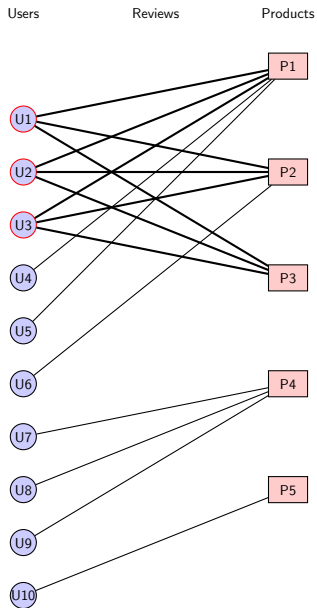 Users Reviews Products
P1
U1
U2 P2
U3
U4 P3
U5
U6 P4
U7
U8 P5
U9
U10